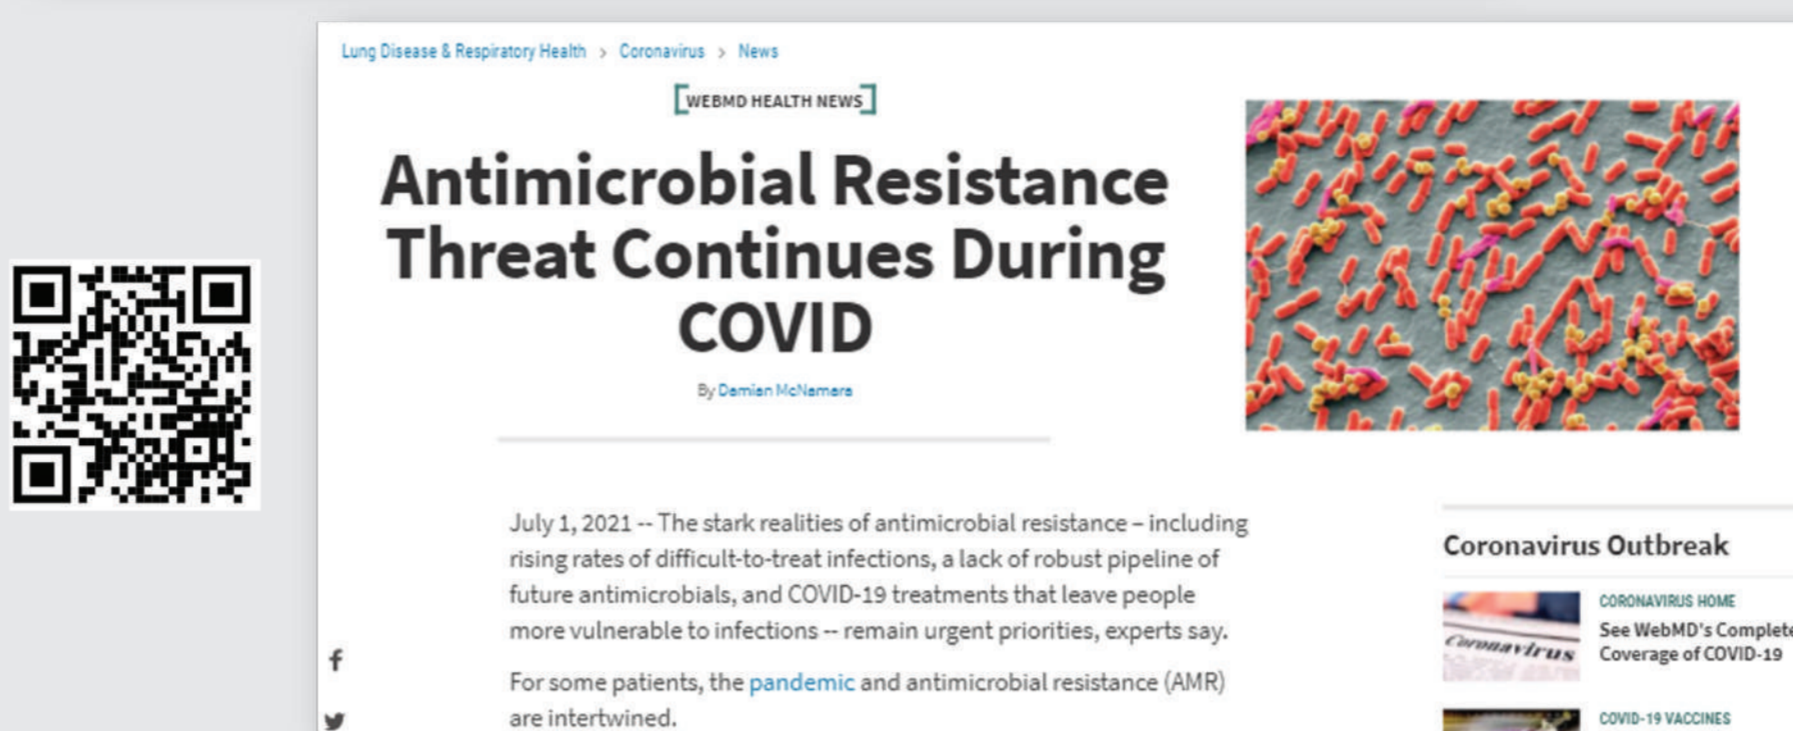 Lung Disease & Respiratory Health > Coronavirus > News
WEBMD HEALTH NEWS
Antimicrobial Resistance
Threat Continues During
COVID
By Damian McNamara
July 1, 2021 -- The stark realities of antimicrobial resistance – including
rising rates of difficult-to-treat infections, a lack of robust pipeline of
future antimicrobials, and COVID-19 treatments that leave people
more vulnerable to infections -- remain urgent priorities, experts say.
For some patients, the pandemic and antimicrobial resistance (AMR)
are intertwined.
Coronavirus Outbreak
Coronavirus
CORONAVIRUS HOME
See WebMD's Complete
Coverage of COVID-19
COVID-19 VACCINES